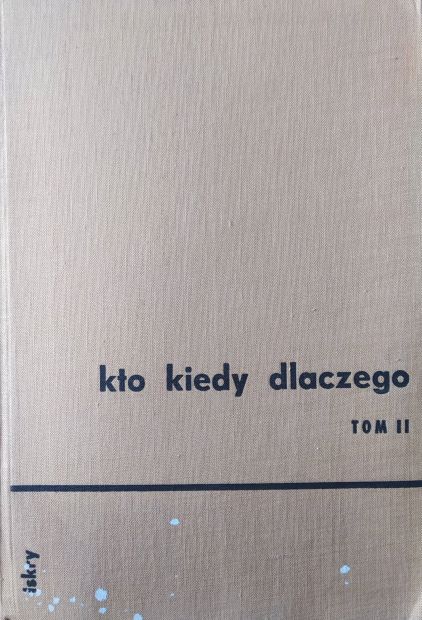 kto kiedy dlaczego
TOM II
iskry